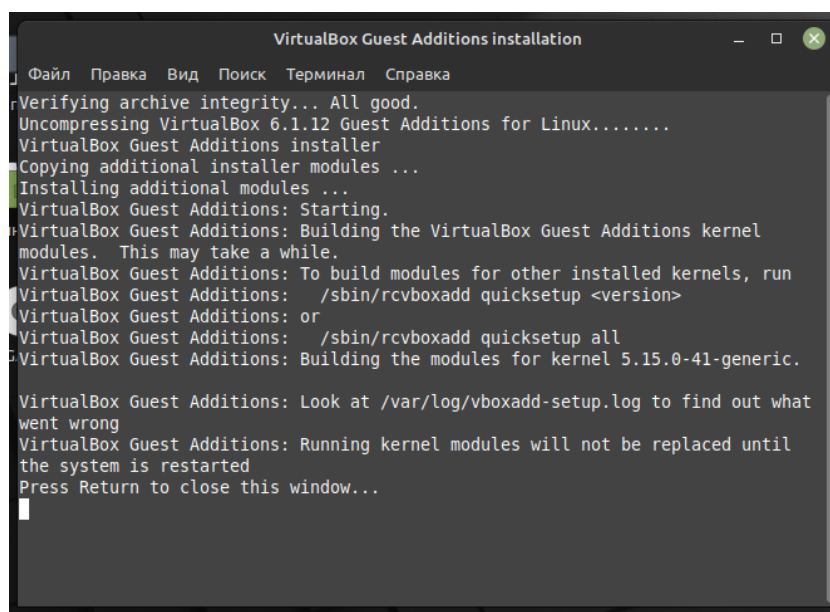 VirtualBox Guest Additions installation
Файл Правка Вид Поиск Терминал Справка
Verifying archive integrity... All good.
Uncompressing VirtualBox 6.1.12 Guest Additions for Linux........
VirtualBox Guest Additions installer
Copying additional installer modules ...
Installing additional modules ...
VirtualBox Guest Additions: Starting.
VirtualBox Guest Additions: Building the VirtualBox Guest Additions kernel
modules.  This may take a while.
VirtualBox Guest Additions: To build modules for other installed kernels, run
VirtualBox Guest Additions:   /sbin/rcvboxadd quicksetup <version>
VirtualBox Guest Additions: or
VirtualBox Guest Additions:   /sbin/rcvboxadd quicksetup all
VirtualBox Guest Additions: Building the modules for kernel 5.15.0-41-generic.
VirtualBox Guest Additions: Look at /var/log/vboxadd-setup.log to find out what
went wrong
VirtualBox Guest Additions: Running kernel modules will not be replaced until
the system is restarted
Press Return to close this window...